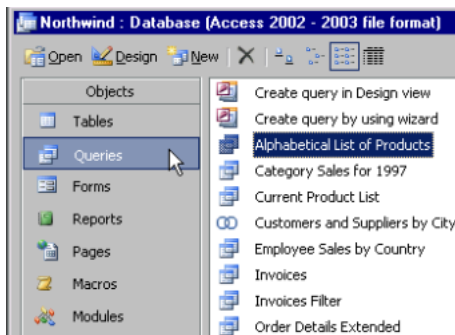 Northwind : Database (Access 2002 - 2003 file format)
Open Design New
Objects
Tables
Queries
Forms
Reports
Pages
Macros
Modules
Create query in Design view
Create query by using wizard
Alphabetical List of Products
Category Sales for 1997
Current Product List
Customers and Suppliers by City
Employee Sales by Country
Invoices
Invoices Filter
Order Details Extended